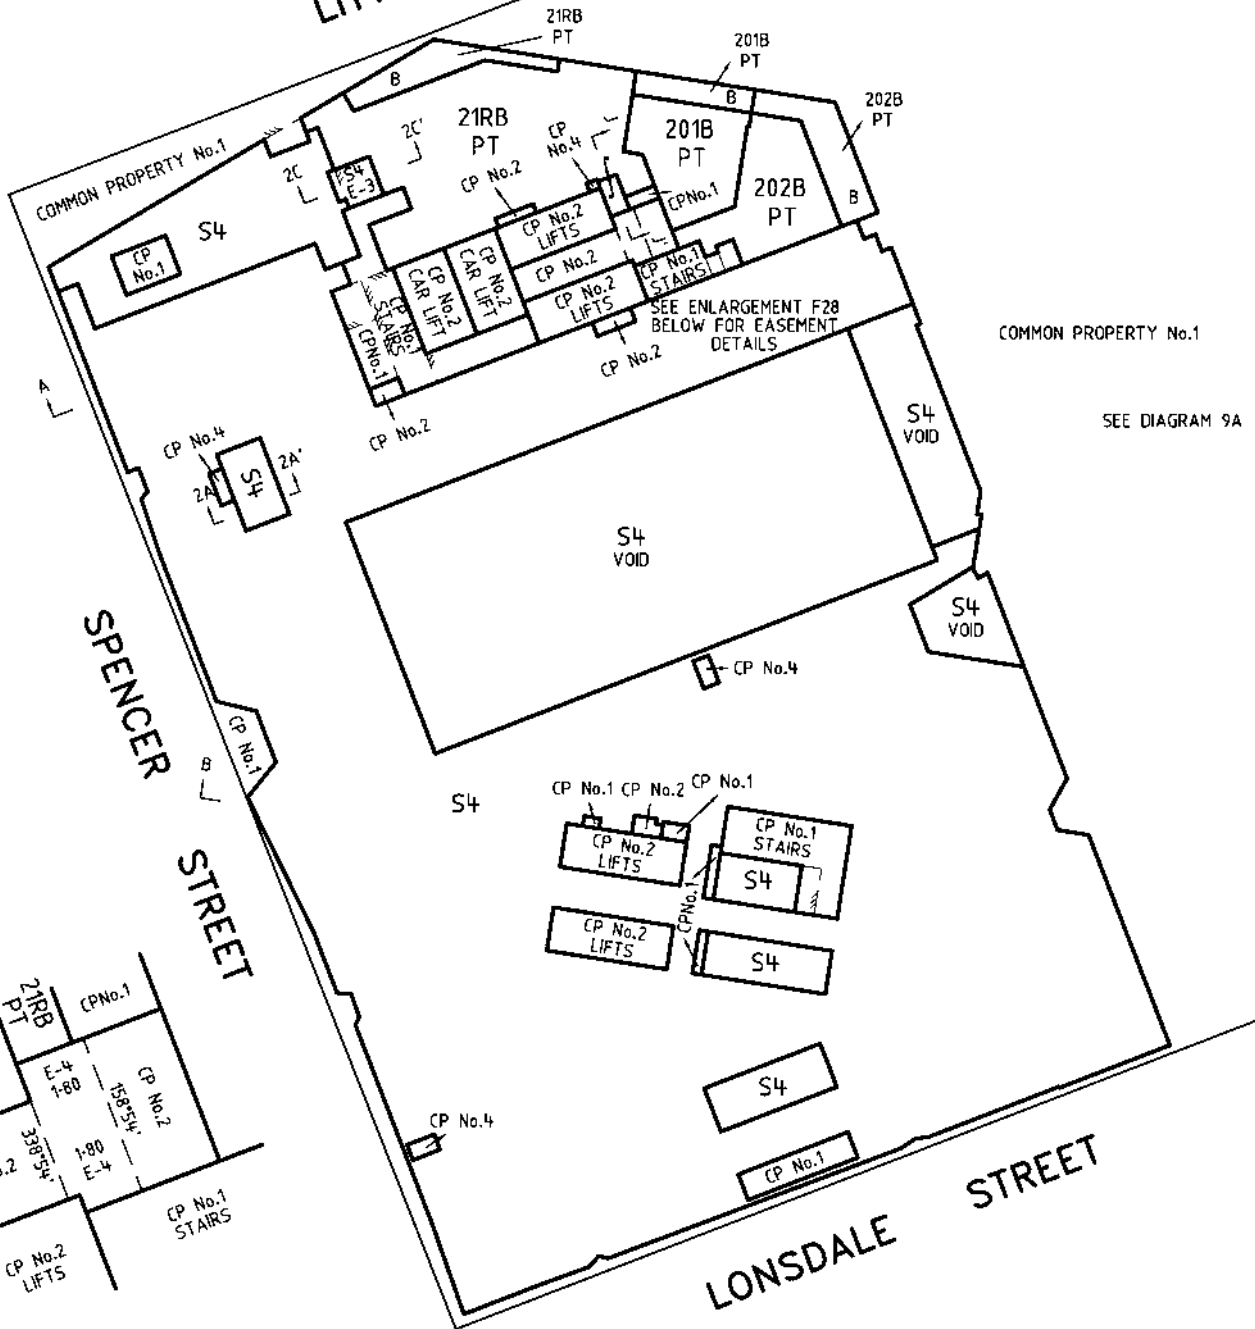 21RB
PT
201B
PT
B
B
202B
PT
COMMON PROPERTY No.1
2C'
21RB
PT
CP
No.4
201B
PT
2C
S4
E-3
CP No.2
CPNo.1
202B
PT
B
S4
CP
No.1
CP No.2
LIFTS
CP No.2
CAR LIFT
CP No.2
CAR LIFT
CP No.2
CP No.1
STAIRS
CP No.2
LIFTS
CP No.1
STAIRS
CPNo.1
SEE ENLARGEMENT F28
BELOW FOR EASEMENT
DETAILS
COMMON PROPERTY No.1
CP No.2
A
CP No.2
S4
VOID
SEE DIAGRAM 9A
CP No.4
S4
2A'
2A
S4
VOID
S4
VOID
SPENCER
STREET
CP No.4
CP No.1
B
S4
CP No.1
CP No.2
CP No.1
CP No.2
LIFTS
CP No.1
STAIRS
S4
CPNo.1
CP No.2
LIFTS
S4
21RB
PT
CPNo.1
E-4
1·80
158°54'
CP No.2
338°54'
1·80
E-4
CP No.1
STAIRS
CP No.2
LIFTS
S4
CP No.4
CP No.1
LONSDALE STREET